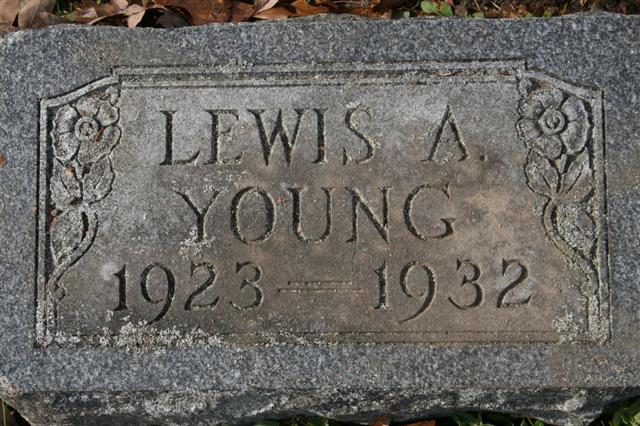 LEWIS A.
YOUNG
1923 — 1932